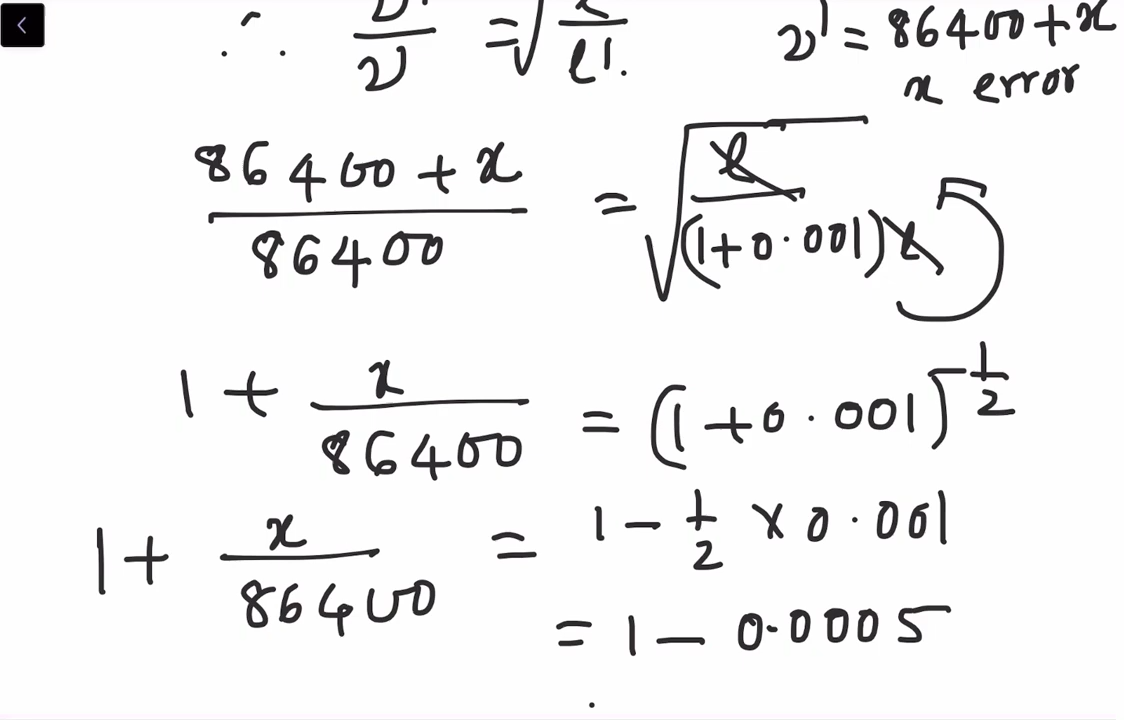 ∴ ν'/ν = √(l/l'). ν' = 86400 + x
x error
(86400 + x)/86400 = √(l/((1+0.001)l))
1 + x/86400 = (1+0.001)^-1/2
1 + x/86400 = 1 - 1/2 × 0.001
= 1 - 0.0005